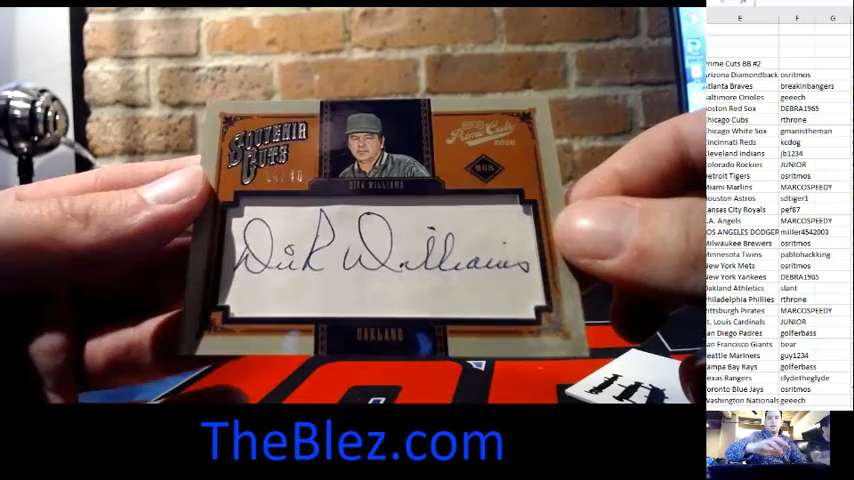 SOUVENIR
CUTS
Prime Cuts
2010
MGR
DICK WILLIAMS
Dick Williams
OAKLAND
TheBlez.com
E F G
Prime Cuts BB #2
Arizona Diamondback osritmos
Atlanta Braves breakinbangers
Baltimore Orioles geeech
Boston Red Sox DEBRA1965
Chicago Cubs rthrone
Chicago White Sox gmanistheman
Cincinnati Reds kcdog
Cleveland Indians jb1234
Colorado Rockies JUNIOR
Detroit Tigers osritmos
Miami Marlins MARCOSPEEDY
Houston Astros sdtiger1
Kansas City Royals pef87
L.A. Angels MARCOSPEEDY
LOS ANGELES DODGER miller4542003
Milwaukee Brewers osritmos
Minnesota Twins pablohackking
New York Mets osritmos
New York Yankees DEBRA1965
Oakland Athletics slant
Philadelphia Phillies rthrone
Pittsburgh Pirates MARCOSPEEDY
St. Louis Cardinals JUNIOR
San Diego Padres golferbass
San Francisco Giants bear
Seattle Mariners guy1234
Tampa Bay Rays golferbass
Texas Rangers clydetheglyde
Toronto Blue Jays osritmos
Washington Nationals geeech